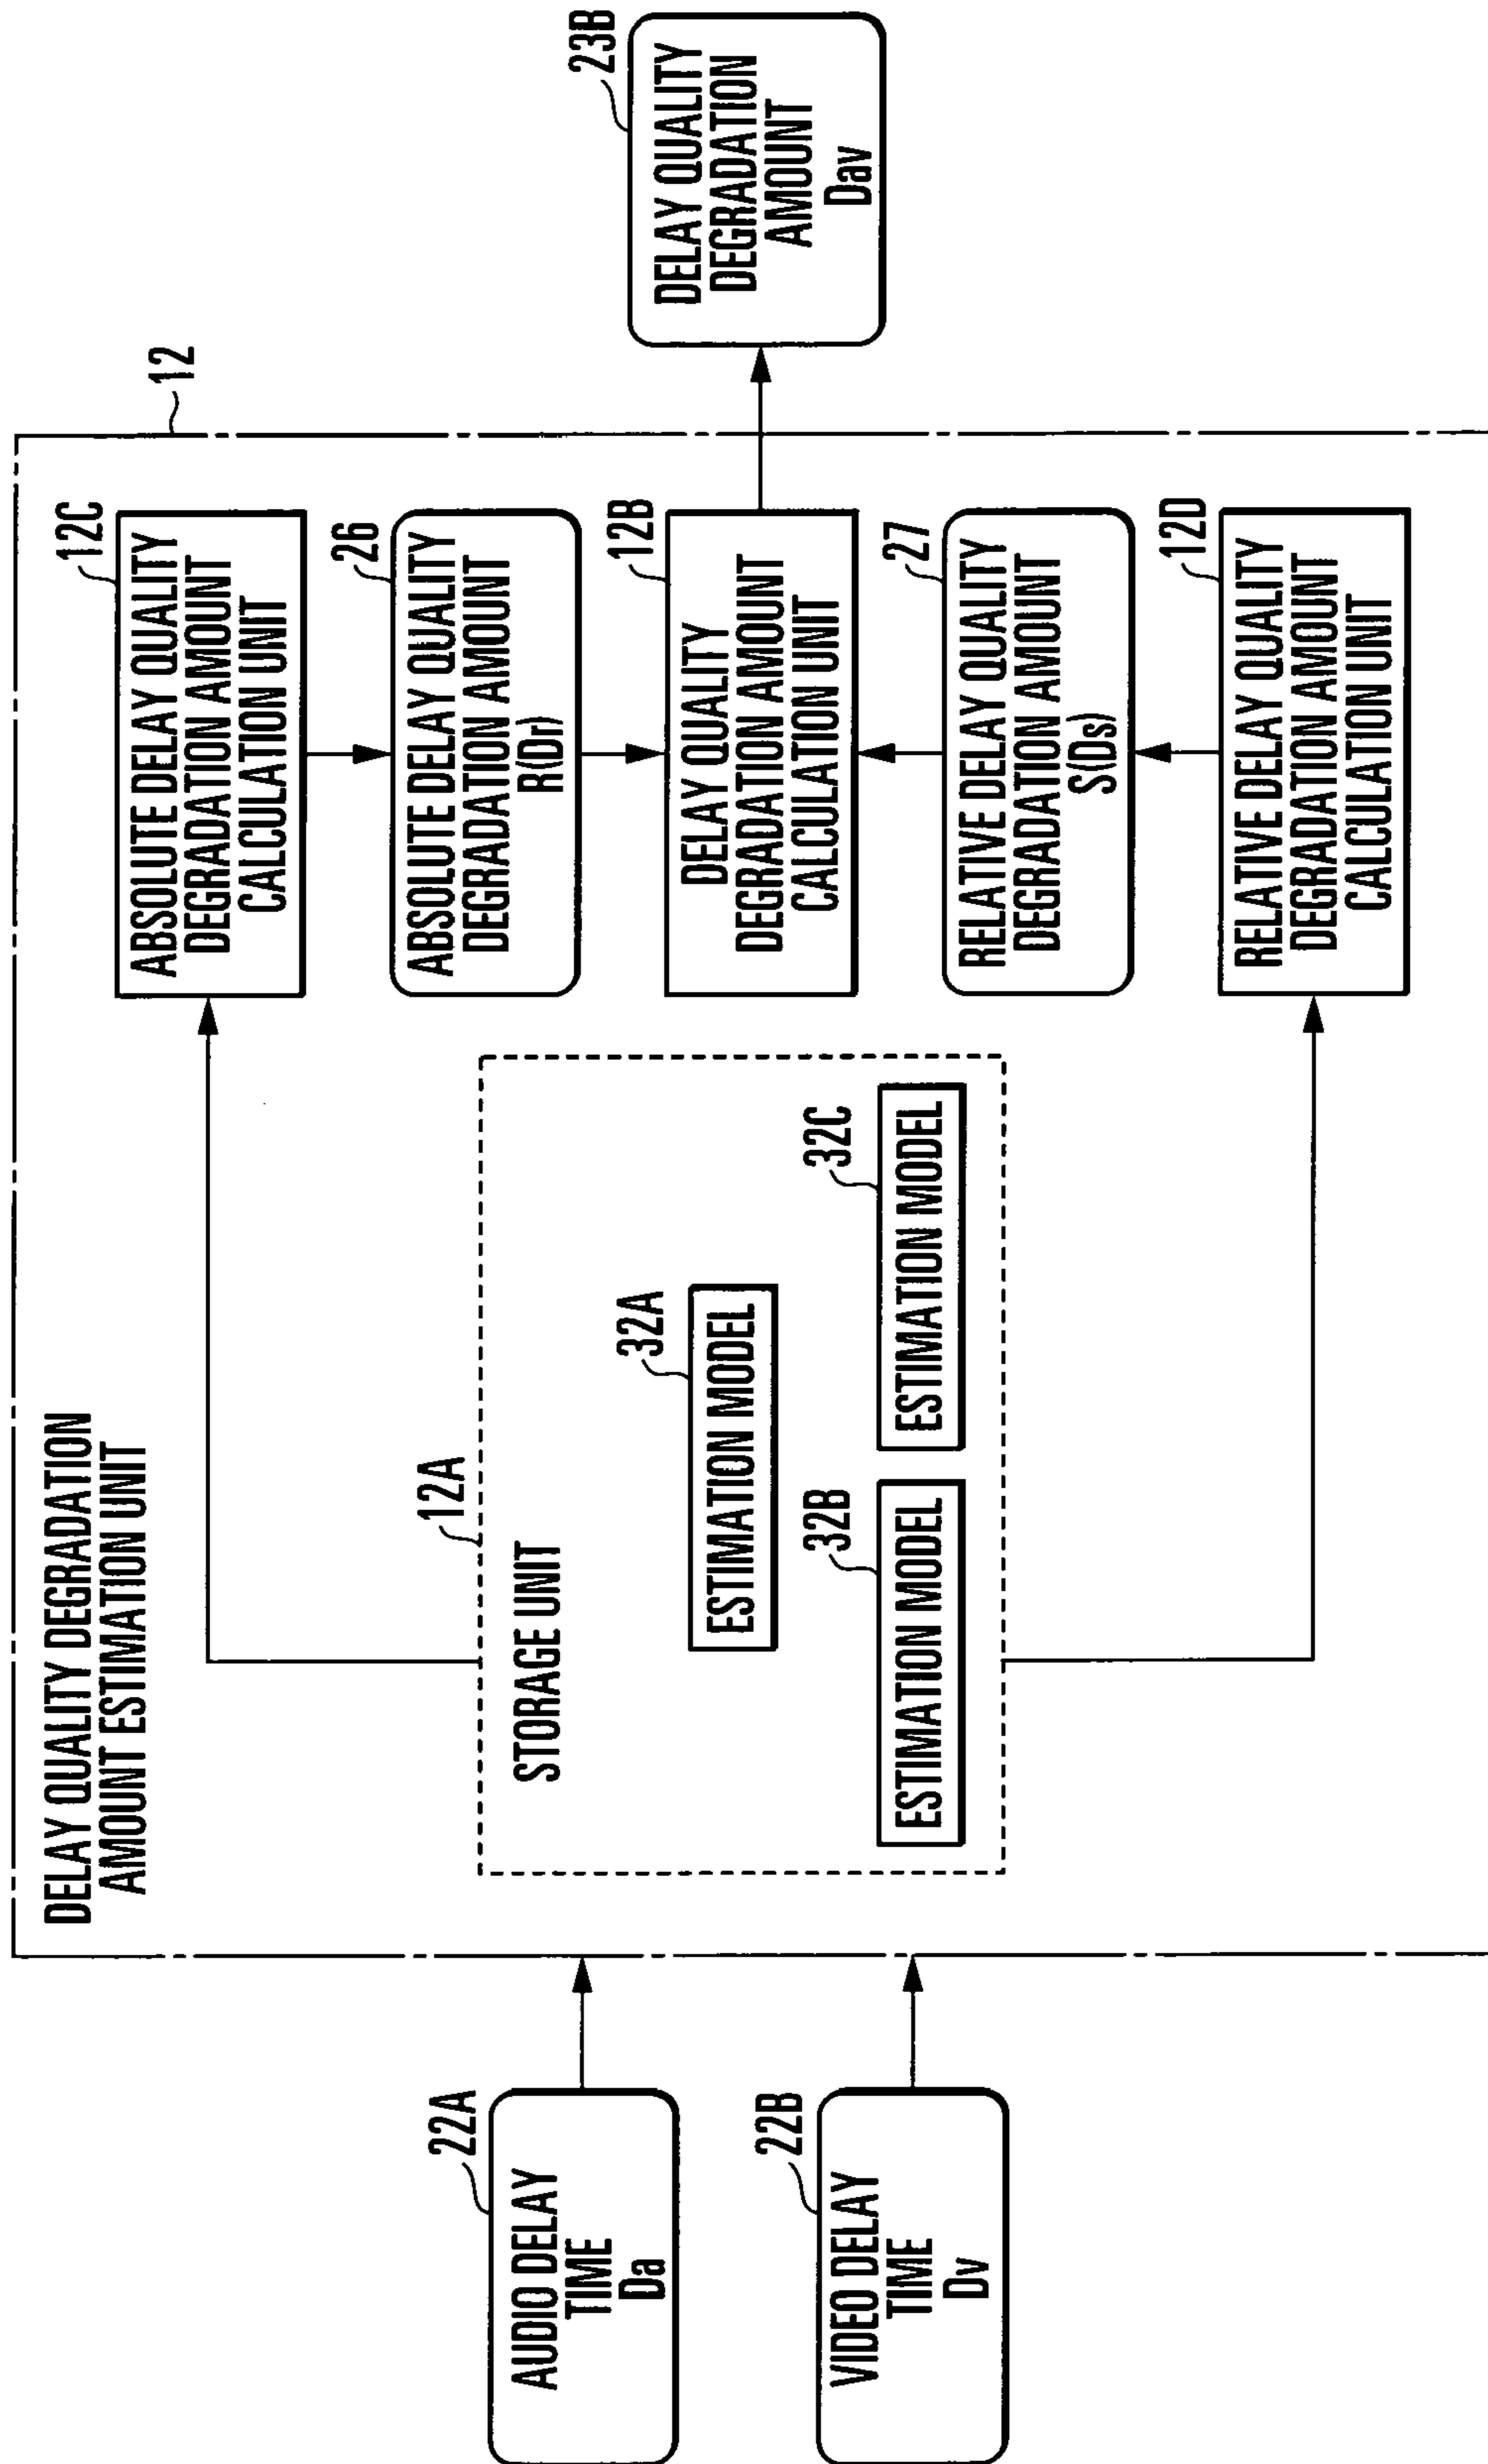 DELAY QUALITY DEGRADATION
AMOUNT ESTIMATION UNIT
12
22A
AUDIO DELAY
TIME
Da
22B
VIDEO DELAY
TIME
Dv
12A
STORAGE UNIT
32A
ESTIMATION MODEL
32B
ESTIMATION MODEL
32C
ESTIMATION MODEL
12C
ABSOLUTE DELAY QUALITY
DEGRADATION AMOUNT
CALCULATION UNIT
26
ABSOLUTE DELAY QUALITY
DEGRADATION AMOUNT
R(Dr)
12B
DELAY QUALITY
DEGRADATION AMOUNT
CALCULATION UNIT
27
RELATIVE DELAY QUALITY
DEGRADATION AMOUNT
S(Ds)
12D
RELATIVE DELAY QUALITY
DEGRADATION AMOUNT
CALCULATION UNIT
23B
DELAY QUALITY
DEGRADATION
AMOUNT
Dav